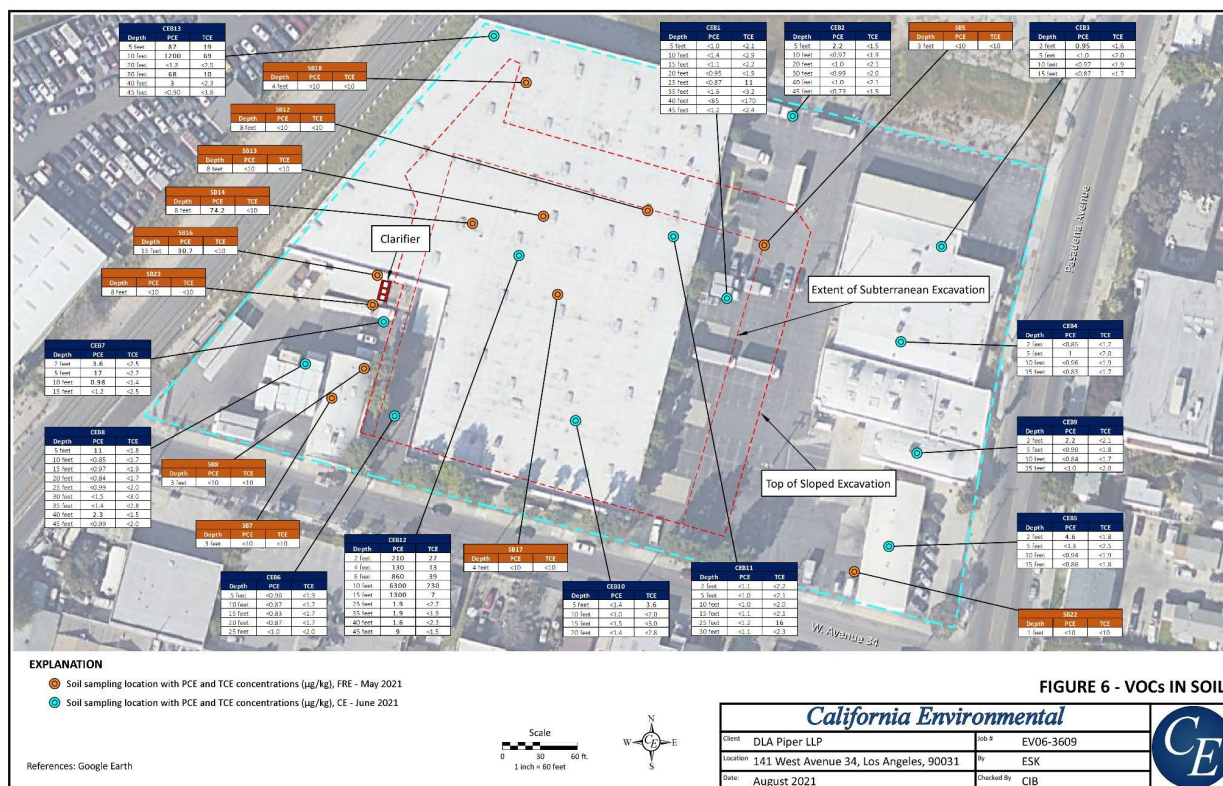 CEB13
Depth PCE TCE
5 feet 87 19
10 feet 1200 69
20 feet <1.3 <2.5
30 feet 68 10
40 feet 3 <2.3
45 feet <0.90 <1.8
SB18
Depth PCE TCE
4 feet <10 <10
SB12
Depth PCE TCE
8 feet <10 <10
SB13
Depth PCE TCE
8 feet <10 <10
SB14
Depth PCE TCE
8 feet 74.2 <10
SB16
Depth PCE TCE
15 feet 30.7 <10
SB23
Depth PCE TCE
8 feet <10 <10
CEB1
Depth PCE TCE
5 feet <1.0 <2.1
10 feet <1.4 <2.9
15 feet <1.1 <2.2
20 feet <0.95 <1.9
25 feet <0.87 11
35 feet <1.6 <3.2
40 feet <85 <170
45 feet <1.2 <2.4
CEB2
Depth PCE TCE
5 feet 2.2 <1.5
10 feet <0.97 <1.9
20 feet <1.0 <2.1
30 feet <0.99 <2.0
40 feet <1.0 <2.1
45 feet <0.73 <1.5
SB5
Depth PCE TCE
3 feet <10 <10
CEB3
Depth PCE TCE
2 feet 0.95 <1.6
5 feet <1.0 <2.0
10 feet <0.97 <1.9
15 feet <0.87 <1.7
Clarifier
Pasadena Avenue
Extent of Subterranean Excavation
Top of Sloped Excavation
W. Avenue 34
CEB7
Depth PCE TCE
2 feet 3.6 <2.5
5 feet 17 <2.7
10 feet 0.98 <1.4
15 feet <1.2 <2.5
CEB8
Depth PCE TCE
5 feet 11 <1.8
10 feet <0.85 <1.7
15 feet <0.97 <1.9
20 feet <0.84 <1.7
25 feet <0.99 <2.0
30 feet <1.5 <3.0
35 feet <1.4 <2.8
40 feet 2.3 <1.5
45 feet <0.99 <2.0
SB8
Depth PCE TCE
3 feet <10 <10
SB7
Depth PCE TCE
3 feet <10 <10
CEB6
Depth PCE TCE
5 feet <0.96 <1.9
10 feet <0.87 <1.7
15 feet <0.83 <1.7
20 feet <0.87 <1.7
25 feet <1.0 <2.0
CEB12
Depth PCE TCE
2 feet 210 27
4 feet 130 13
6 feet 860 39
10 feet 6300 230
15 feet 1300 7
25 feet 1.9 <2.7
35 feet 1.9 <1.9
40 feet 1.6 <2.3
45 feet 9 <1.5
SB17
Depth PCE TCE
4 feet <10 <10
CEB10
Depth PCE TCE
5 feet <1.4 3.6
10 feet <1.0 <2.0
15 feet <1.5 <3.0
20 feet <1.4 <2.8
CEB11
Depth PCE TCE
2 feet <1.1 <2.2
5 feet <1.0 <2.1
10 feet <1.0 <2.0
15 feet <1.1 <2.1
25 feet <1.2 16
30 feet <1.1 <2.3
CEB4
Depth PCE TCE
2 feet <0.85 <1.7
5 feet 1 <2.0
10 feet <0.96 <1.9
15 feet <0.83 <1.7
CEB9
Depth PCE TCE
2 feet 2.2 <2.1
5 feet <0.90 <1.8
10 feet <0.84 <1.7
15 feet <1.0 <2.0
CEB5
Depth PCE TCE
2 feet 4.6 <1.8
5 feet <2.5
10 feet <0.94 <1.9
15 feet <0.88 <1.8
SB22
Depth PCE TCE
1 feet <10 <10
EXPLANATION
Soil sampling location with PCE and TCE concentrations (µg/kg), FRE - May 2021
Soil sampling location with PCE and TCE concentrations (µg/kg), CE - June 2021
References: Google Earth
Scale
0 30 60 ft.
1 inch = 60 feet
N
W CE E
S
FIGURE 6 - VOCs IN SOIL
California Environmental
Client DLA Piper LLP Job # EV06-3609
Location 141 West Avenue 34, Los Angeles, 90031 By ESK
Date: August 2021 Checked By CIB
CE